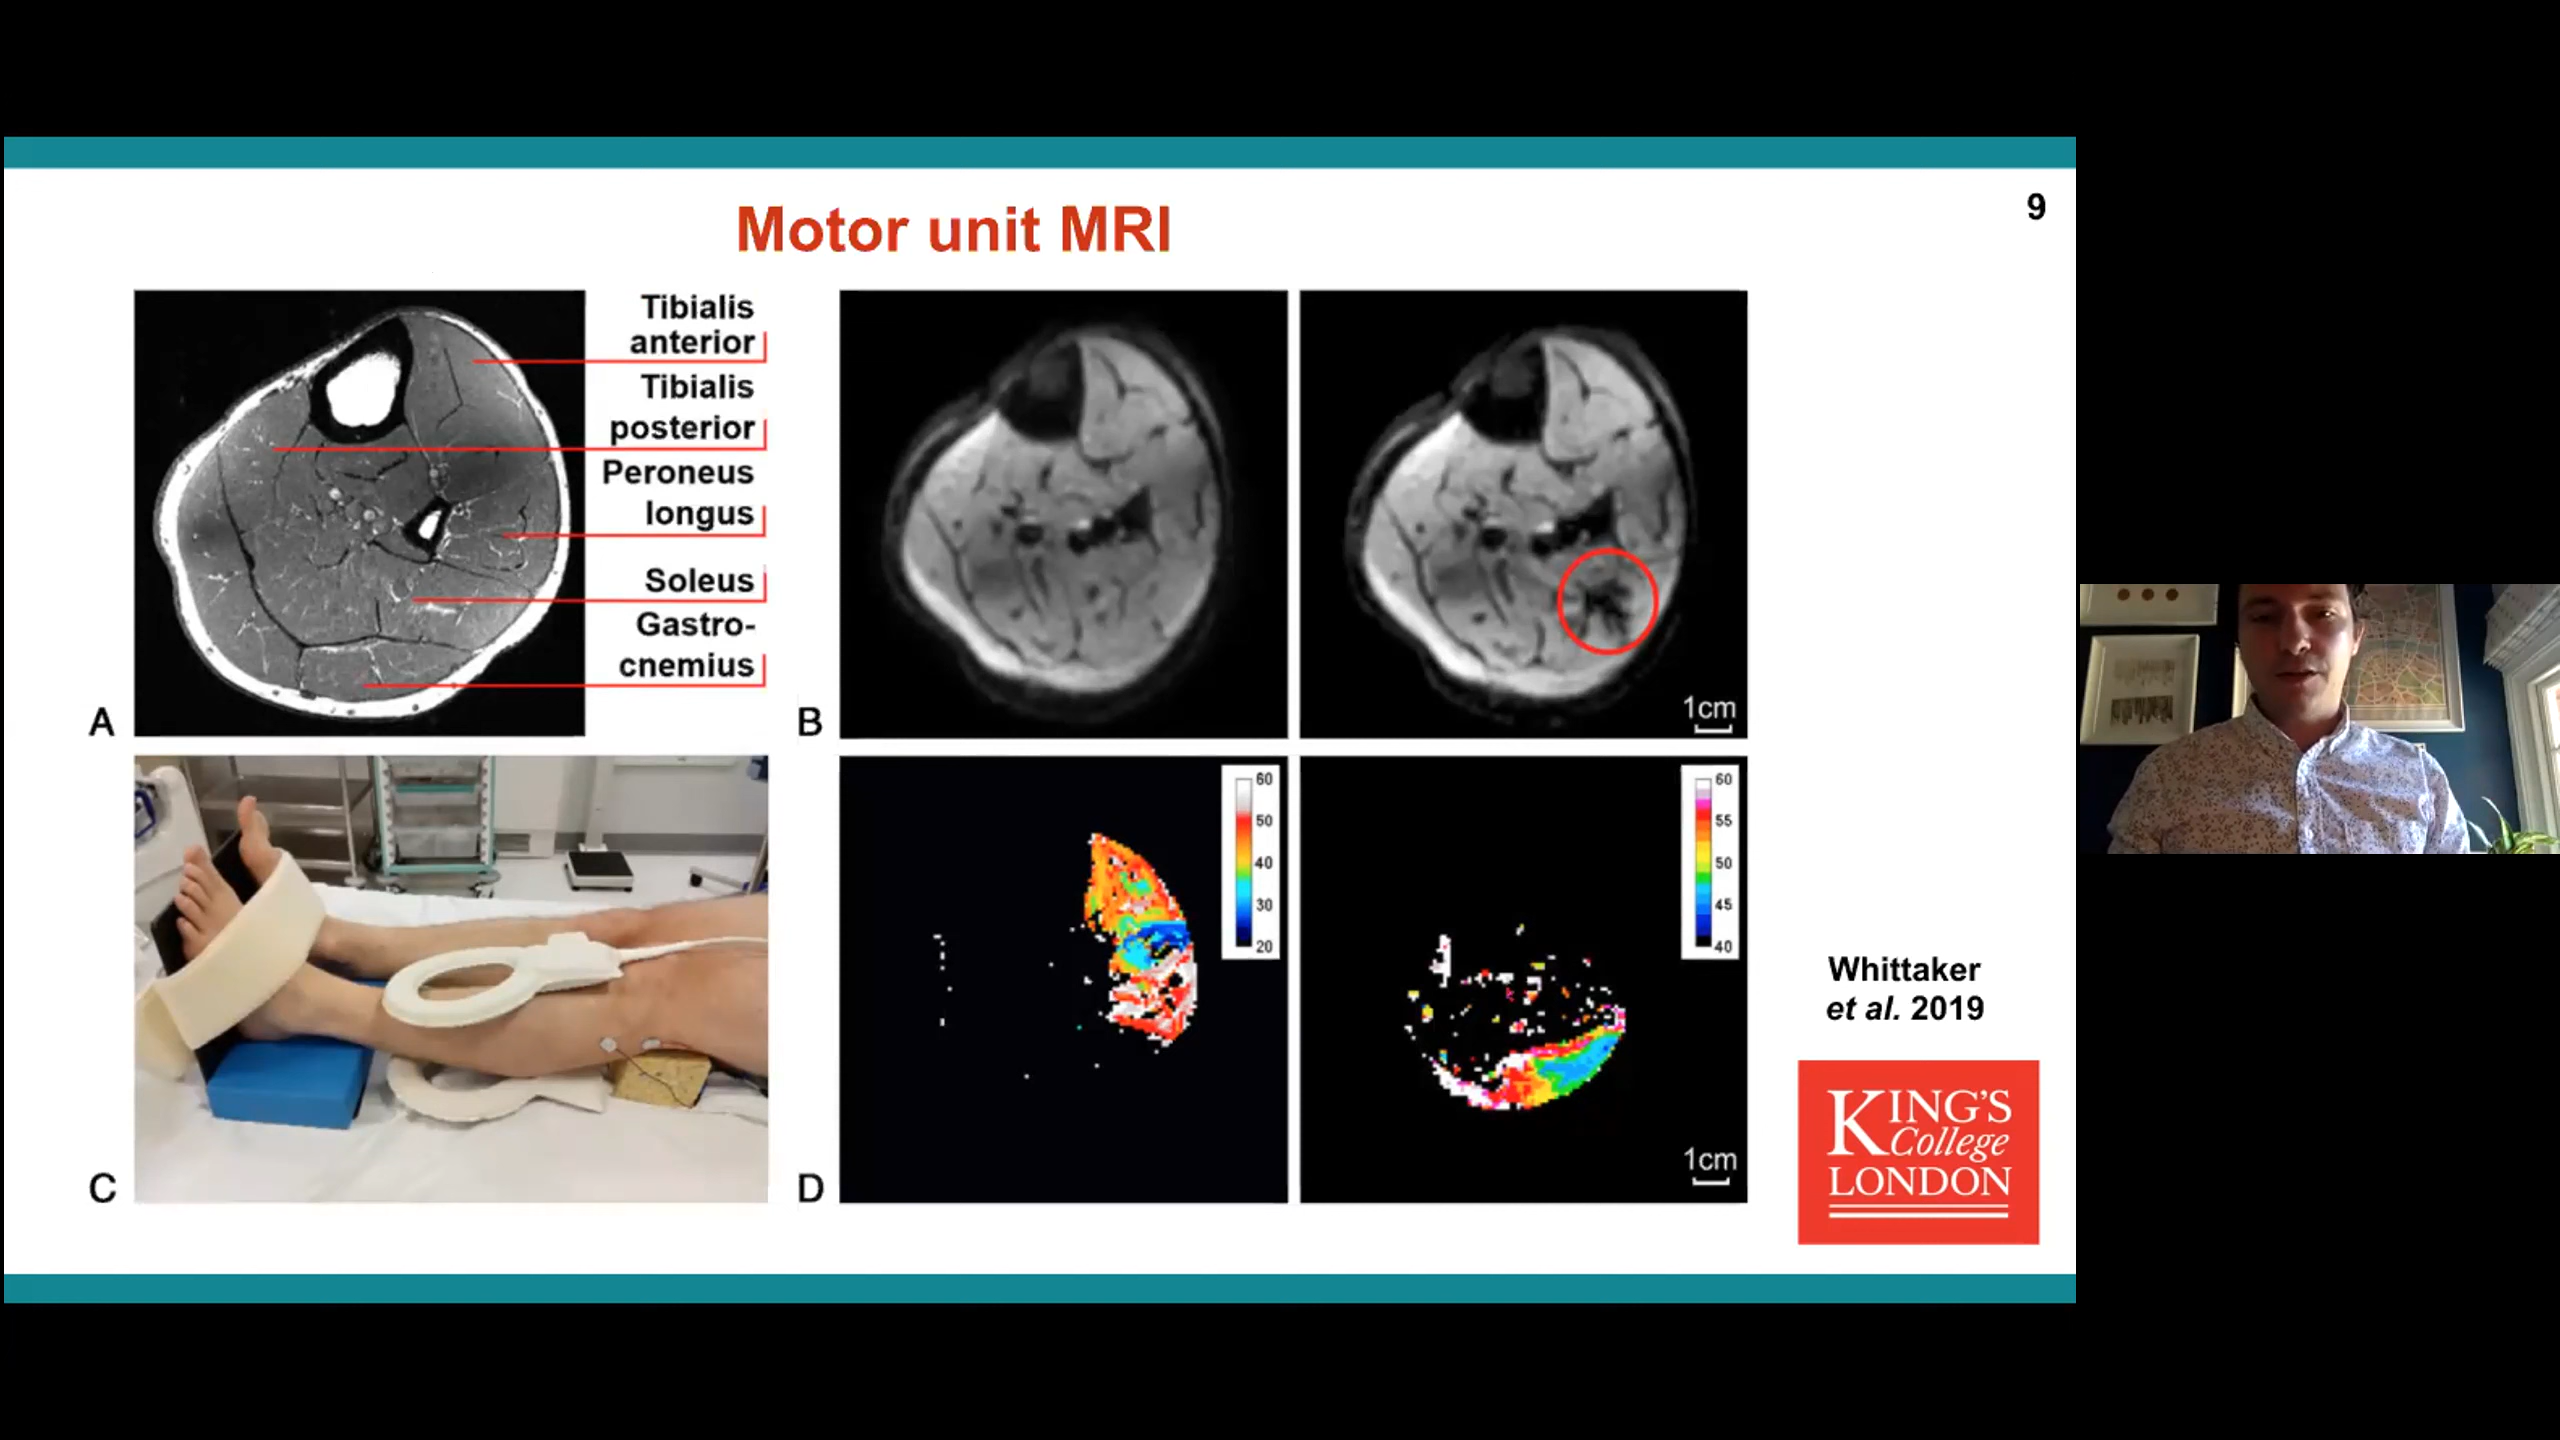 Motor unit MRI
9
Tibialis
anterior
Tibialis
posterior
Peroneus
longus
Soleus
Gastro-
cnemius
A
B
1cm
C
D
60
50
40
30
20
60
55
50
45
40
1cm
Whittaker
et al. 2019
KING'S
College
LONDON